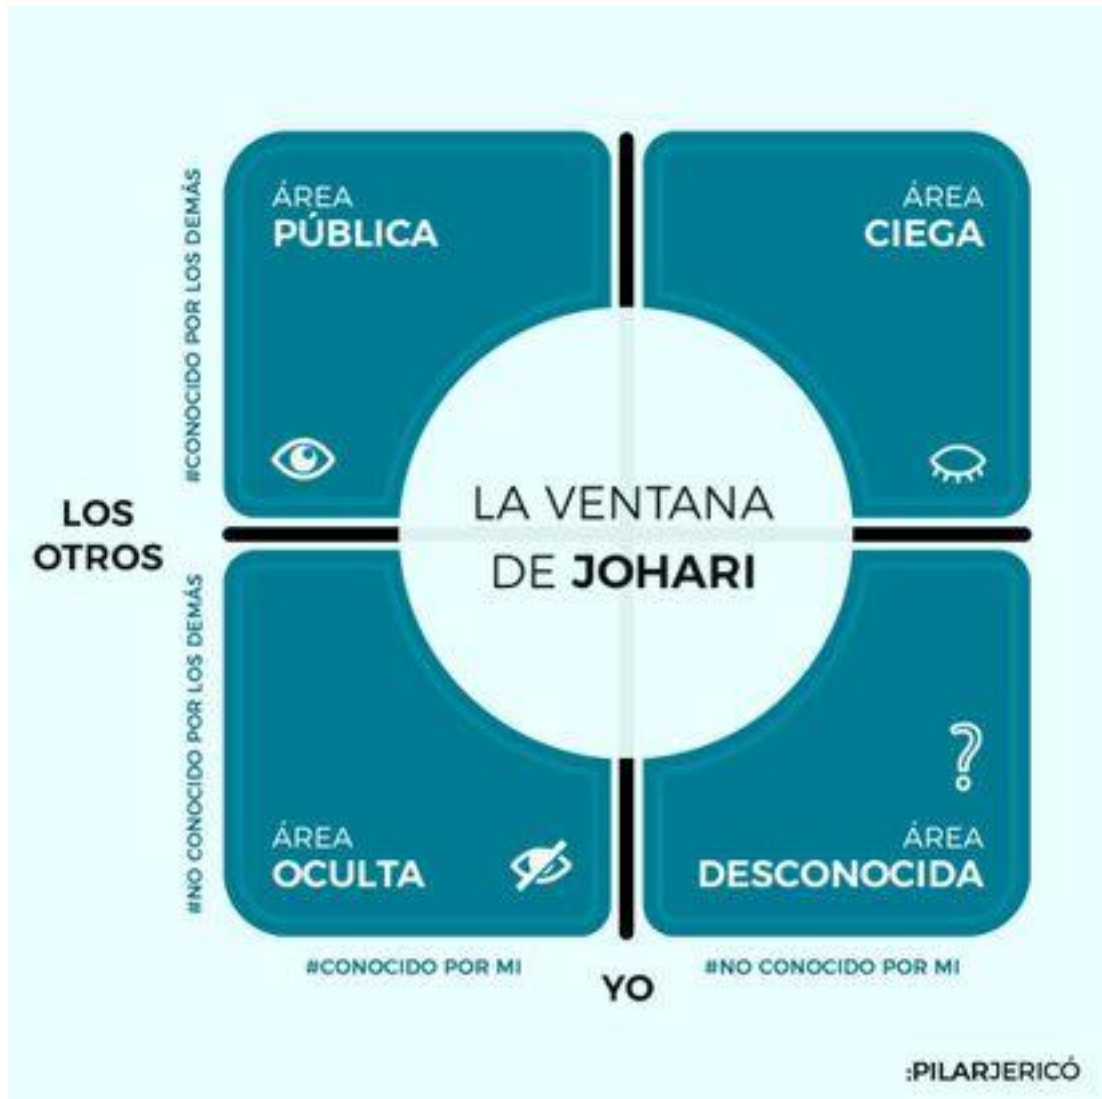 ÁREA
PÚBLICA
ÁREA
CIEGA
#CONOCIDO POR LOS DEMÁS
LA VENTANA
DE JOHARI
LOS
OTROS
#NO CONOCIDO POR LOS DEMÁS
ÁREA
OCULTA
ÁREA
DESCONOCIDA
#CONOCIDO POR MI
YO
#NO CONOCIDO POR MI
:PILARJERICÓ